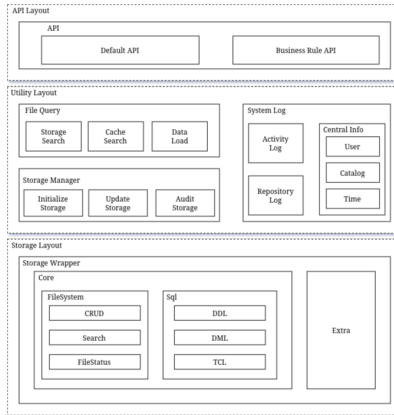 API Layout
API
Default API
Business Rule API
Utility Layout
File Query
Storage
Search
Cache
Search
Data
Load
Storage Manager
Initialize
Storage
Update
Storage
Audit
Storage
System Log
Activity
Log
Repository
Log
Central Info
User
Catalog
Time
Storage Layout
Storage Wrapper
Core
FileSystem
CRUD
Search
FileStatus
Sql
DDL
DML
TCL
Extra